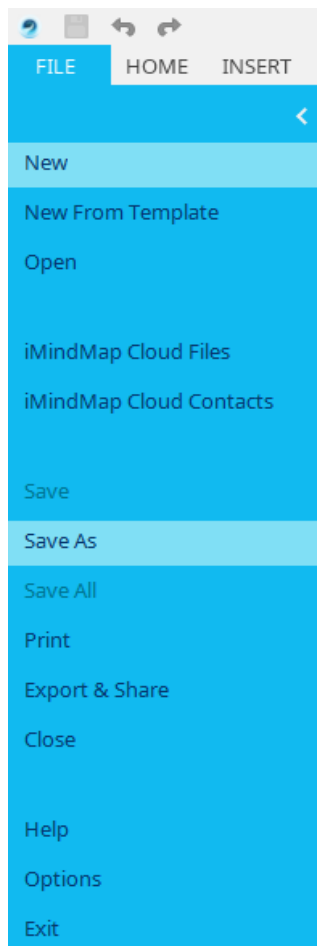 FILE HOME INSERT
New
New From Template
Open
iMindMap Cloud Files
iMindMap Cloud Contacts
Save
Save As
Save All
Print
Export & Share
Close
Help
Options
Exit